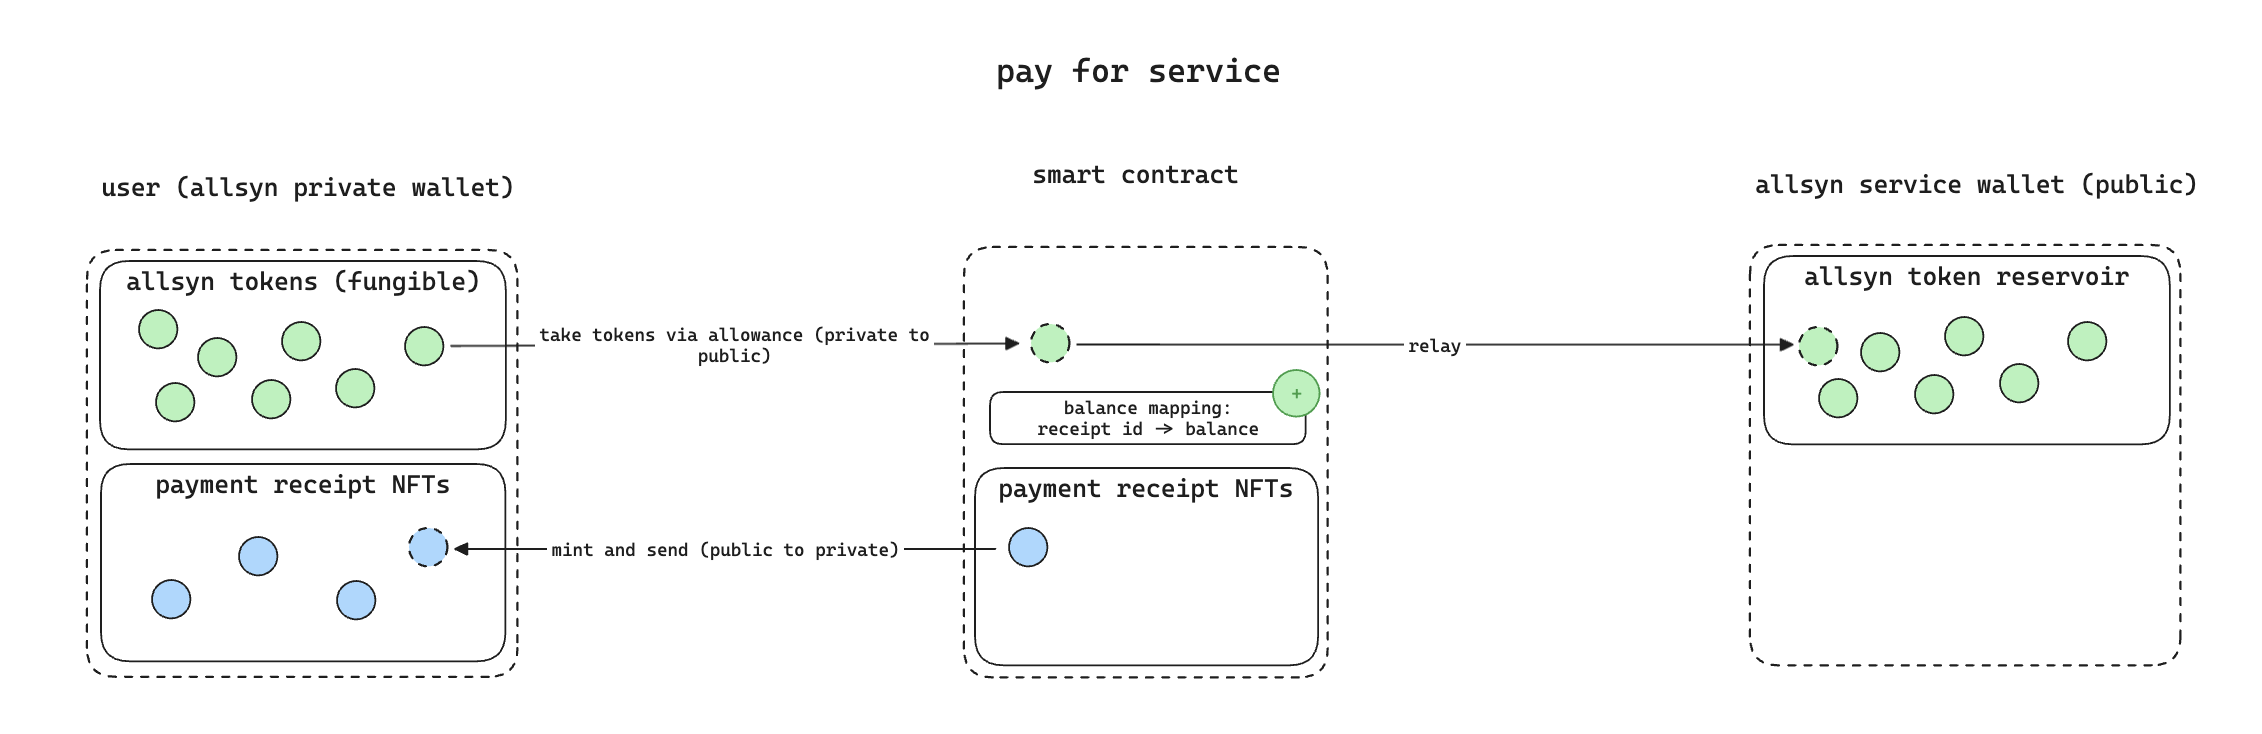 pay for service
user (allsyn private wallet)
smart contract
allsyn service wallet (public)
allsyn tokens (fungible)
take tokens via allowance (private to
public)
relay
allsyn token reservoir
+
balance mapping:
receipt id → balance
payment receipt NFTs
mint and send (public to private)
payment receipt NFTs